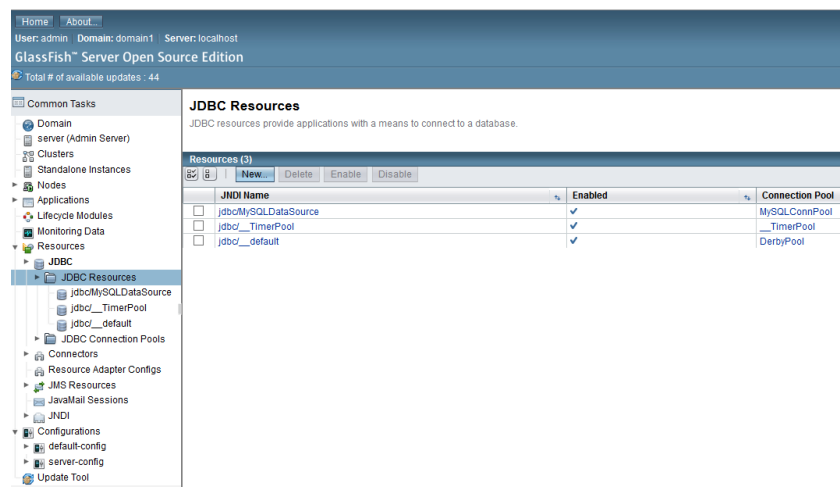 Home About...
User: admin Domain: domain1 Server: localhost
GlassFish™ Server Open Source Edition
Total # of available updates : 44
Common Tasks
Domain
server (Admin Server)
Clusters
Standalone Instances
Nodes
Applications
Lifecycle Modules
Monitoring Data
Resources
JDBC
JDBC Resources
jdbc/MySQLDataSource
jdbc/__TimerPool
jdbc/__default
JDBC Connection Pools
Connectors
Resource Adapter Configs
JMS Resources
JavaMail Sessions
JNDI
Configurations
default-config
server-config
Update Tool
JDBC Resources
JDBC resources provide applications with a means to connect to a database.
Resources (3)
New... Delete Enable Disable
JNDI Name Enabled Connection Pool
jdbc/MySQLDataSource MySQLConnPool
jdbc/__TimerPool __TimerPool
jdbc/__default DerbyPool